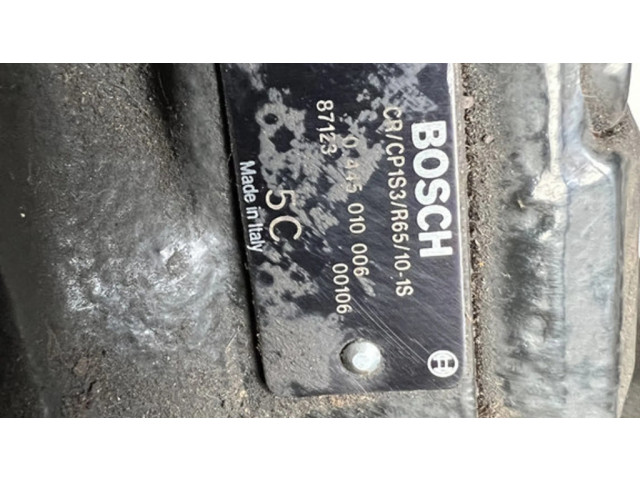 BOSCH
CR/CP1S3/R65/10-1S
0 445 010 006
87123 00106
5C
Made in Italy